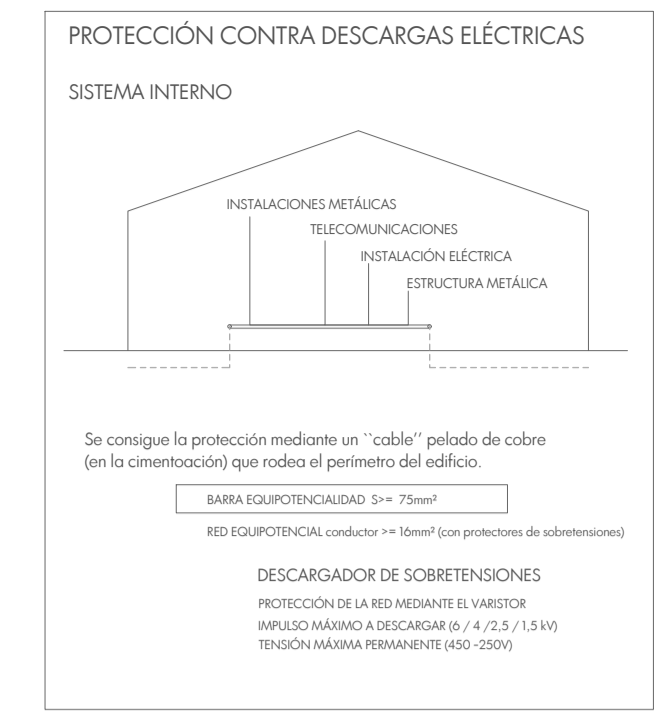 PROTECCIÓN CONTRA DESCARGAS ELÉCTRICAS
SISTEMA INTERNO
INSTALACIONES METÁLICAS
TELECOMUNICACIONES
INSTALACIÓN ELÉCTRICA
ESTRUCTURA METÁLICA
Se consigue la protección mediante un ``cable'' pelado de cobre
(en la cimentoación) que rodea el perímetro del edificio.
BARRA EQUIPOTENCIALIDAD S>= 75mm²
RED EQUIPOTENCIAL conductor >= 16mm² (con protectores de sobretensiones)
DESCARGADOR DE SOBRETENSIONES
PROTECCIÓN DE LA RED MEDIANTE EL VARISTOR
IMPULSO MÁXIMO A DESCARGAR (6 / 4 /2,5 / 1,5 kV)
TENSIÓN MÁXIMA PERMANENTE (450 -250V)